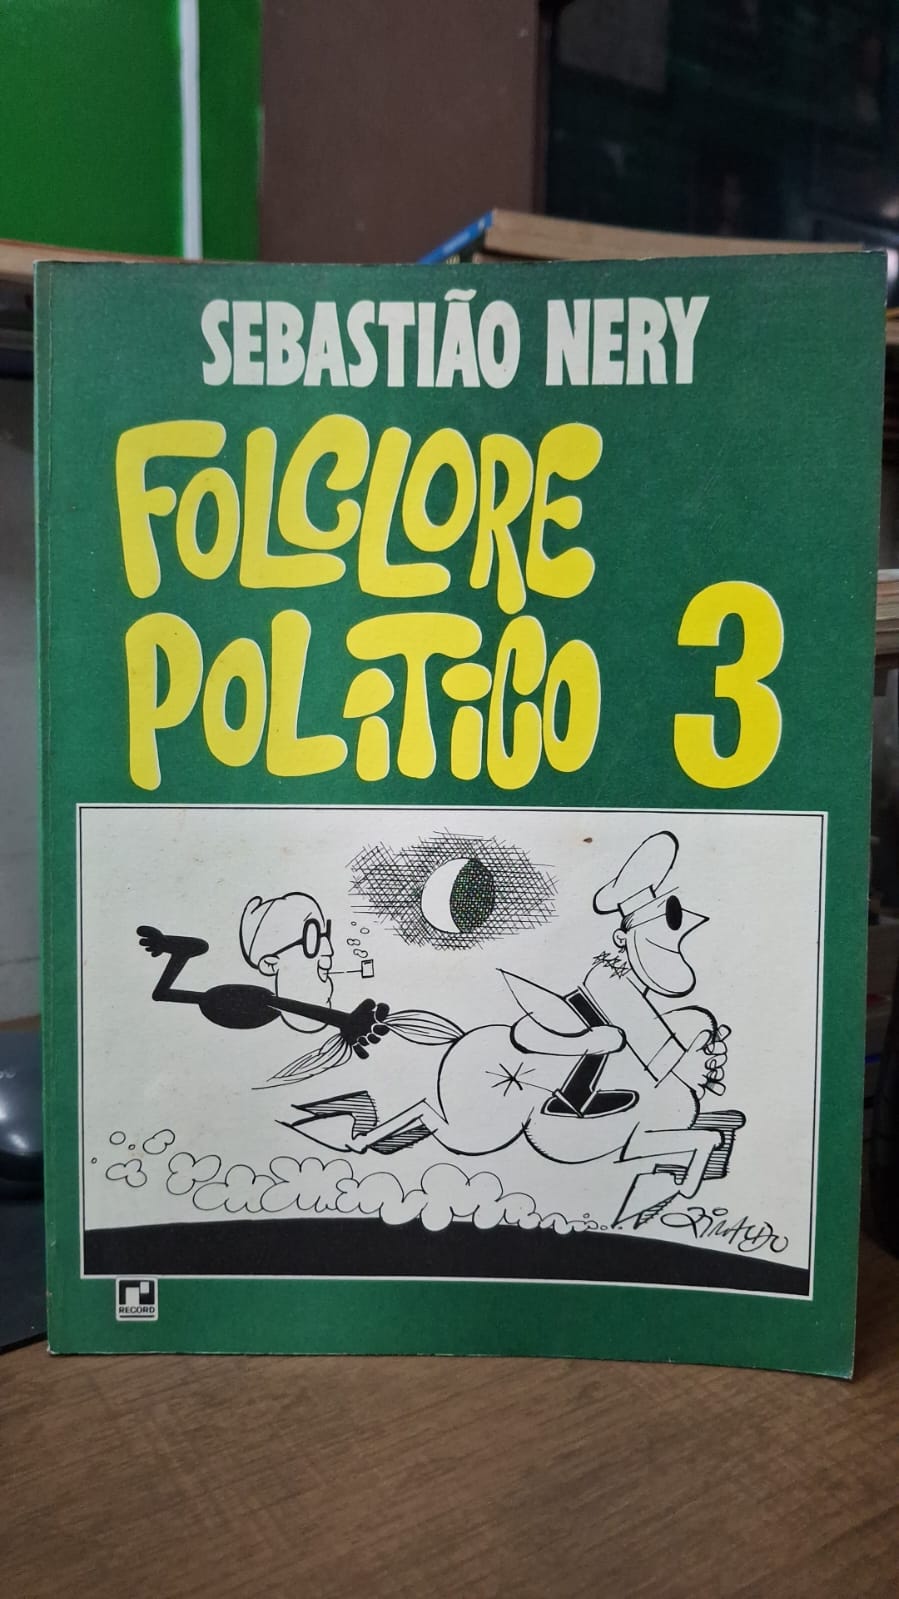 SEBASTIÃO NERY
FOLCLORE
POLÍTICO 3
ZIRALDO
RECORD